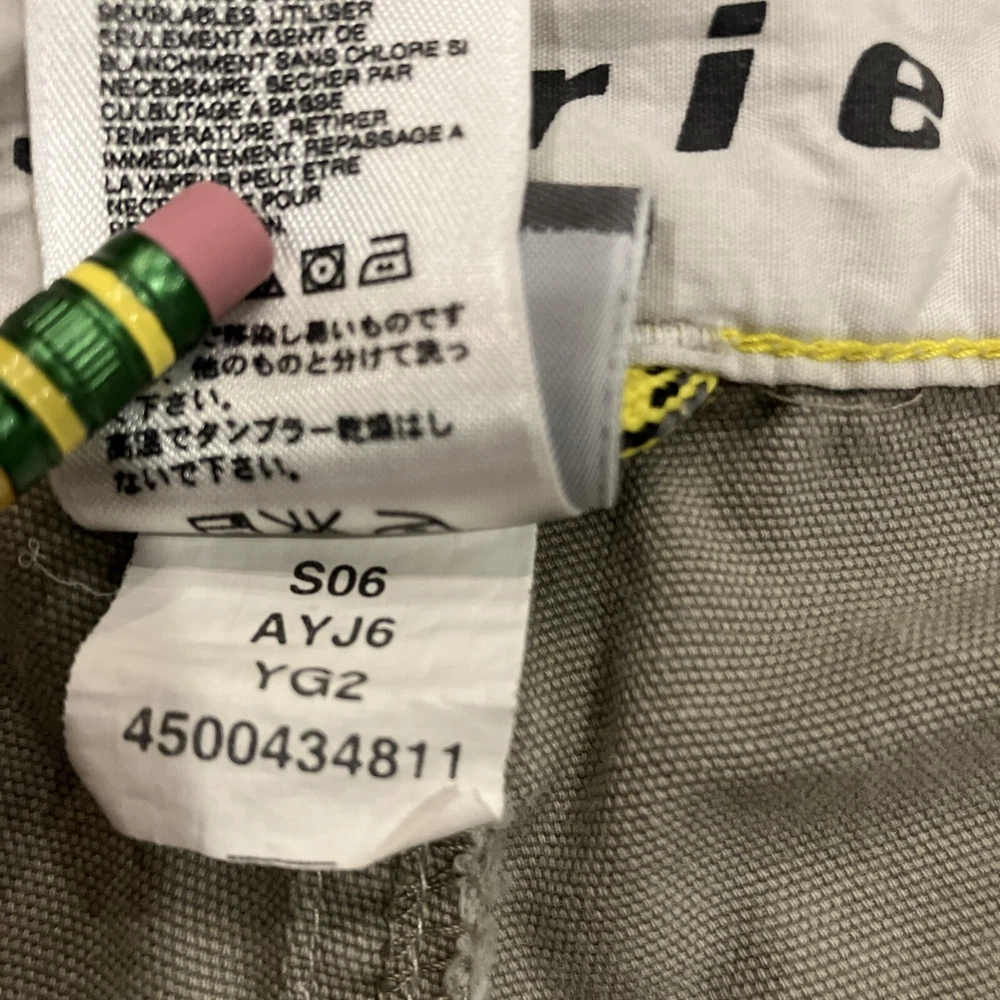 SEMBLABLES. UTILISER
SEULEMENT AGENT DE
BLANCHIMENT SANS CHLORE SI
NECESSAIRE. SECHER PAR
CULBUTAGE A BASSE
TEMPERATURE. RETIRER
IMMEDIATEMENT. REPASSAGE A
LA VAPEUR PEUT ETRE
POUR
rie
で移染し易いものです
他のものと分けて洗っ
下さい。
高温でタンブラー乾燥はし
ないで下さい。
S06
AYJ6
YG2
4500434811